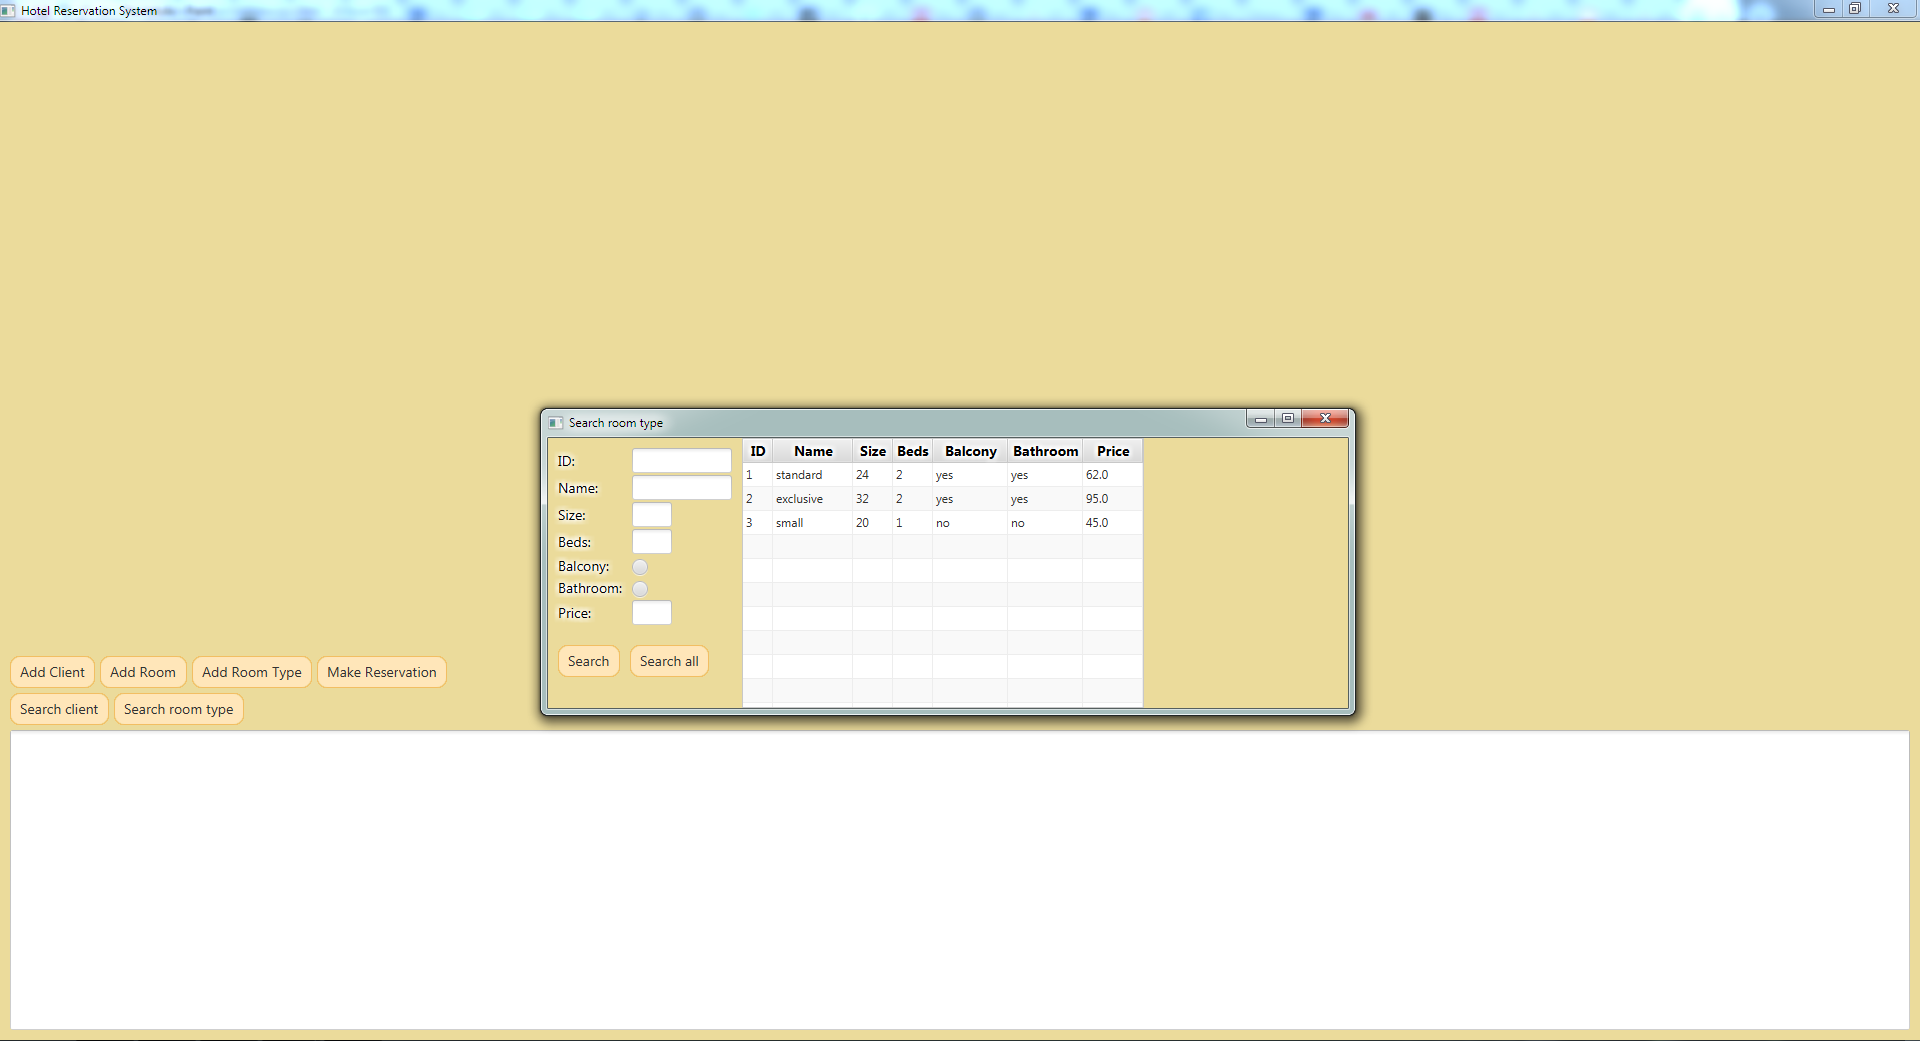 Hotel Reservation System
Search room type
ID:
Name:
Size:
Beds:
Balcony:
Bathroom:
Price:
Search Search all
ID Name Size Beds Balcony Bathroom Price
1 standard 24 2 yes yes 62.0
2 exclusive 32 2 yes yes 95.0
3 small 20 1 no no 45.0
Add Client Add Room Add Room Type Make Reservation
Search client Search room type